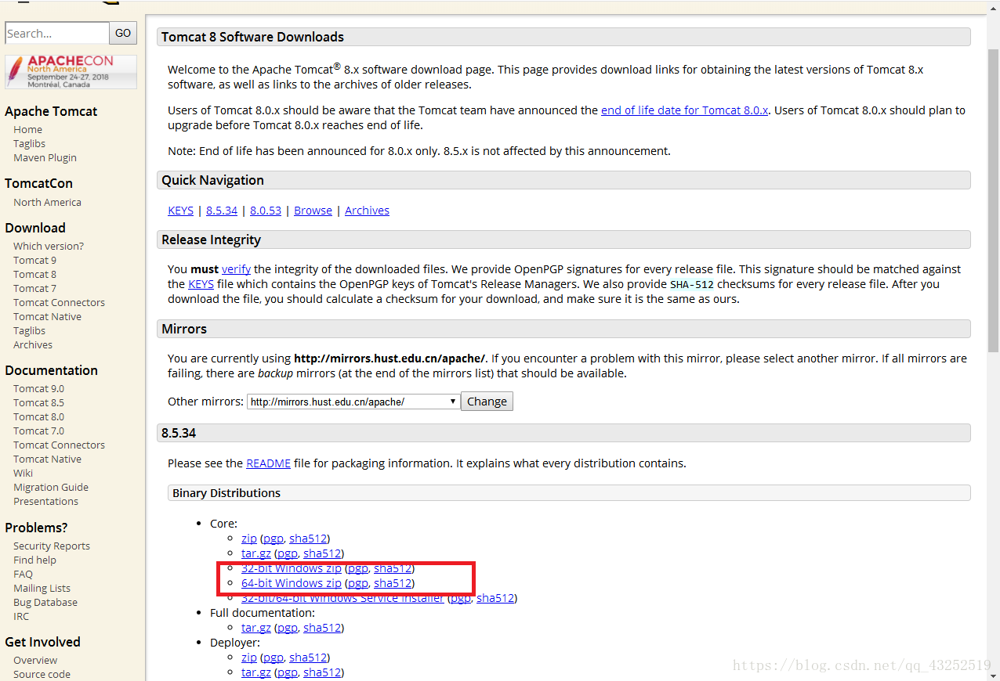 Search...
GO
APACHECON
North America
September 24-27, 2018
Montréal, Canada
Apache Tomcat
Home
Taglibs
Maven Plugin
TomcatCon
North America
Download
Which version?
Tomcat 9
Tomcat 8
Tomcat 7
Tomcat Connectors
Tomcat Native
Taglibs
Archives
Documentation
Tomcat 9.0
Tomcat 8.5
Tomcat 8.0
Tomcat 7.0
Tomcat Connectors
Tomcat Native
Wiki
Migration Guide
Presentations
Problems?
Security Reports
Find help
FAQ
Mailing Lists
Bug Database
IRC
Get Involved
Overview
Source code
Tomcat 8 Software Downloads
Welcome to the Apache Tomcat® 8.x software download page. This page provides download links for obtaining the latest versions of Tomcat 8.x
software, as well as links to the archives of older releases.
Users of Tomcat 8.0.x should be aware that the Tomcat team have announced the end of life date for Tomcat 8.0.x. Users of Tomcat 8.0.x should plan to
upgrade before Tomcat 8.0.x reaches end of life.
Note: End of life has been announced for 8.0.x only. 8.5.x is not affected by this announcement.
Quick Navigation
KEYS | 8.5.34 | 8.0.53 | Browse | Archives
Release Integrity
You must verify the integrity of the downloaded files. We provide OpenPGP signatures for every release file. This signature should be matched against
the KEYS file which contains the OpenPGP keys of Tomcat's Release Managers. We also provide SHA-512 checksums for every release file. After you
download the file, you should calculate a checksum for your download, and make sure it is the same as ours.
Mirrors
You are currently using http://mirrors.hust.edu.cn/apache/. If you encounter a problem with this mirror, please select another mirror. If all mirrors are
failing, there are backup mirrors (at the end of the mirrors list) that should be available.
Other mirrors: http://mirrors.hust.edu.cn/apache/ Change
8.5.34
Please see the README file for packaging information. It explains what every distribution contains.
Binary Distributions
Core:
zip (pgp, sha512)
tar.gz (pgp, sha512)
32-bit Windows zip (pgp, sha512)
64-bit Windows zip (pgp, sha512)
32-bit/64-bit Windows Service Installer (pgp, sha512)
Full documentation:
tar.gz (pgp, sha512)
Deployer:
zip (pgp, sha512)
tar.gz (pgp, sha512)
https://blog.csdn.net/qq_43252519